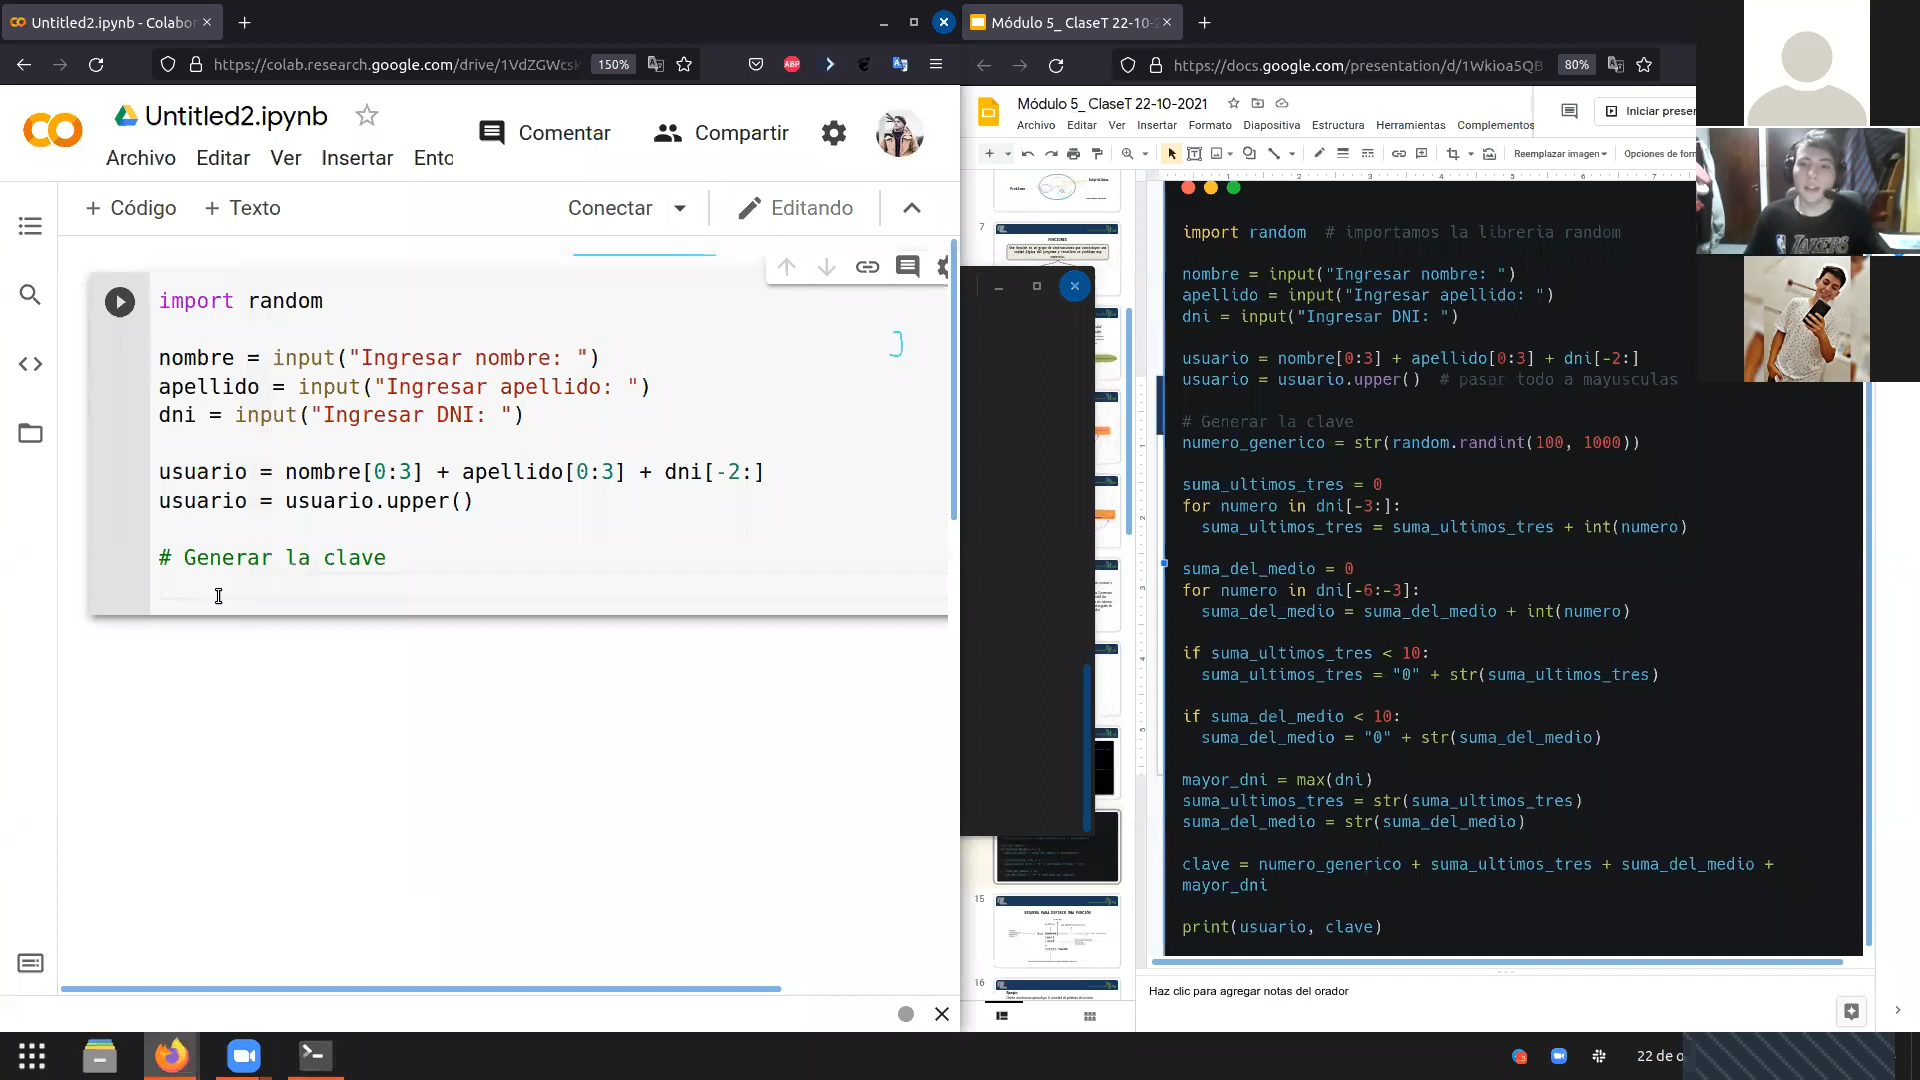 Untitled2.ipynb - Colabor
https://colab.research.google.com/drive/1VdZGWcsk
150%
Untitled2.ipynb
Comentar
Compartir
Archivo Editar Ver Insertar Ento
+ Código + Texto
Conectar
Editando
import random
nombre = input("Ingresar nombre: ")
apellido = input("Ingresar apellido: ")
dni = input("Ingresar DNI: ")
usuario = nombre[0:3] + apellido[0:3] + dni[-2:]
usuario = usuario.upper()
# Generar la clave
Módulo 5_ ClaseT 22-10-2
https://docs.google.com/presentation/d/1Wkioa5QB
80%
Módulo 5_ ClaseT 22-10-2021
Iniciar preser
Archivo Editar Ver Insertar Formato Diapositiva Estructura Herramientas Complementos
Reemplazar imagen
Opciones de form
7
FUNCIONES
15
ESQUEMA PARA DEFINIR UNA FUNCIÓN
16
import random # importamos la libreria random
nombre = input("Ingresar nombre: ")
apellido = input("Ingresar apellido: ")
dni = input("Ingresar DNI: ")
usuario = nombre[0:3] + apellido[0:3] + dni[-2:]
usuario = usuario.upper() # pasar todo a mayusculas
# Generar la clave
numero_generico = str(random.randint(100, 1000))
suma_ultimos_tres = 0
for numero in dni[-3:]:
suma_ultimos_tres = suma_ultimos_tres + int(numero)
suma_del_medio = 0
for numero in dni[-6:-3]:
suma_del_medio = suma_del_medio + int(numero)
if suma_ultimos_tres < 10:
suma_ultimos_tres = "0" + str(suma_ultimos_tres)
if suma_del_medio < 10:
suma_del_medio = "0" + str(suma_del_medio)
mayor_dni = max(dni)
suma_ultimos_tres = str(suma_ultimos_tres)
suma_del_medio = str(suma_del_medio)
clave = numero_generico + suma_ultimos_tres + suma_del_medio +
mayor_dni
print(usuario, clave)
Haz clic para agregar notas del orador
LAKERS
22 de o